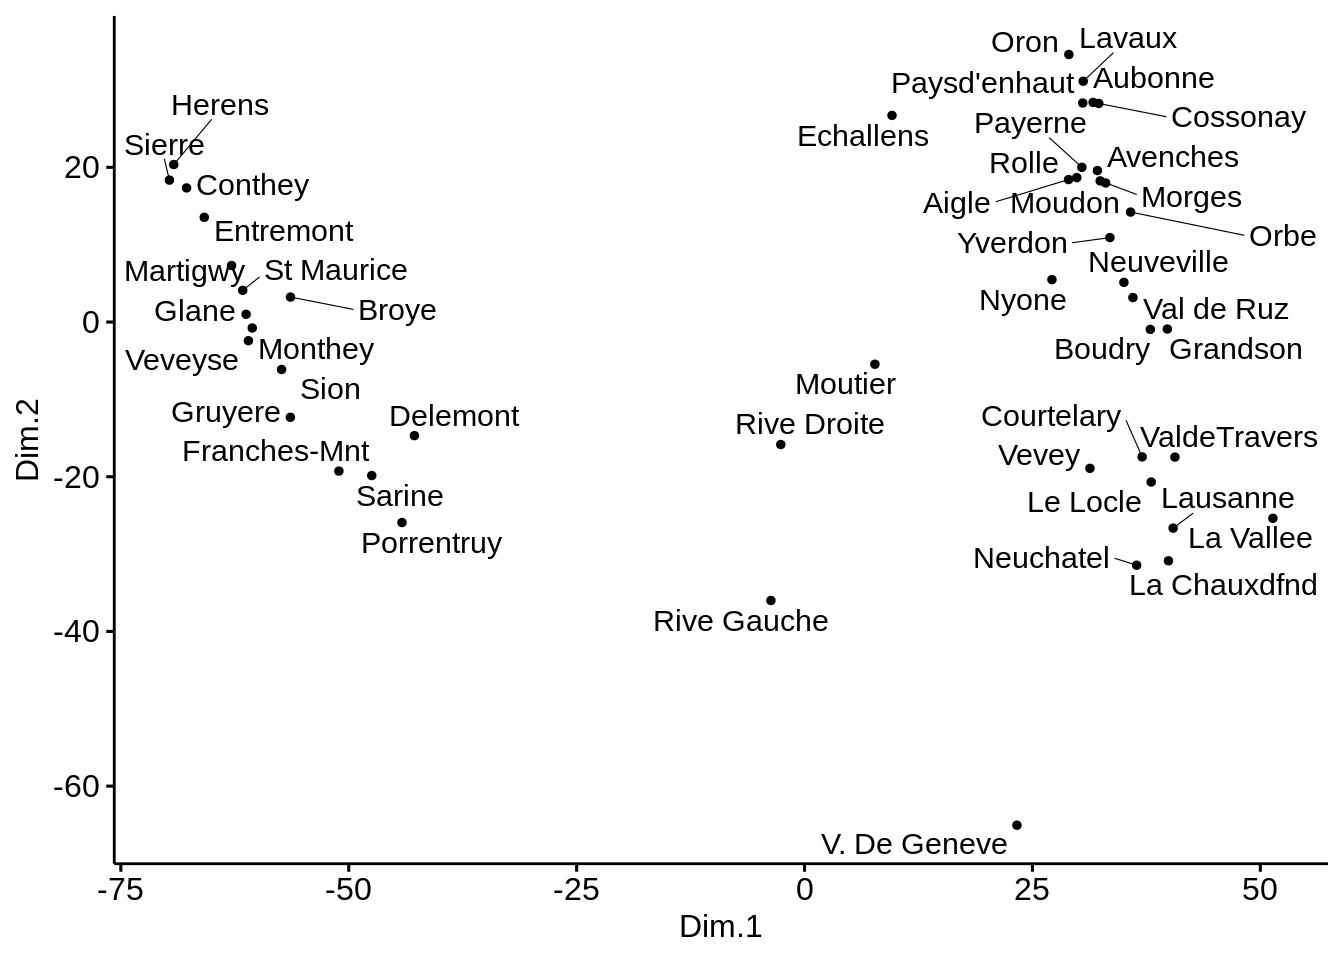 Oron
Lavaux
Paysd'enhaut
Aubonne
Herens
Cossonay
Echallens
Payerne
Sierre
Rolle
Avenches
20
Conthey
Aigle
Moudon
Morges
Entremont
Orbe
Yverdon
Martigwy
St Maurice
Neuveville
Glane
Broye
Nyone
Val de Ruz
0
Veveyse
Monthey
Boudry
Grandson
Sion
Moutier
Gruyere
Delemont
Rive Droite
Courtelary
ValdeTravers
Dim.2
Franches-Mnt
Vevey
-20
Sarine
Le Locle
Lausanne
Porrentruy
La Vallee
Neuchatel
La Chauxdfnd
Rive Gauche
-40
-60
V. De Geneve
-75 -50 -25 0 25 50
Dim.1